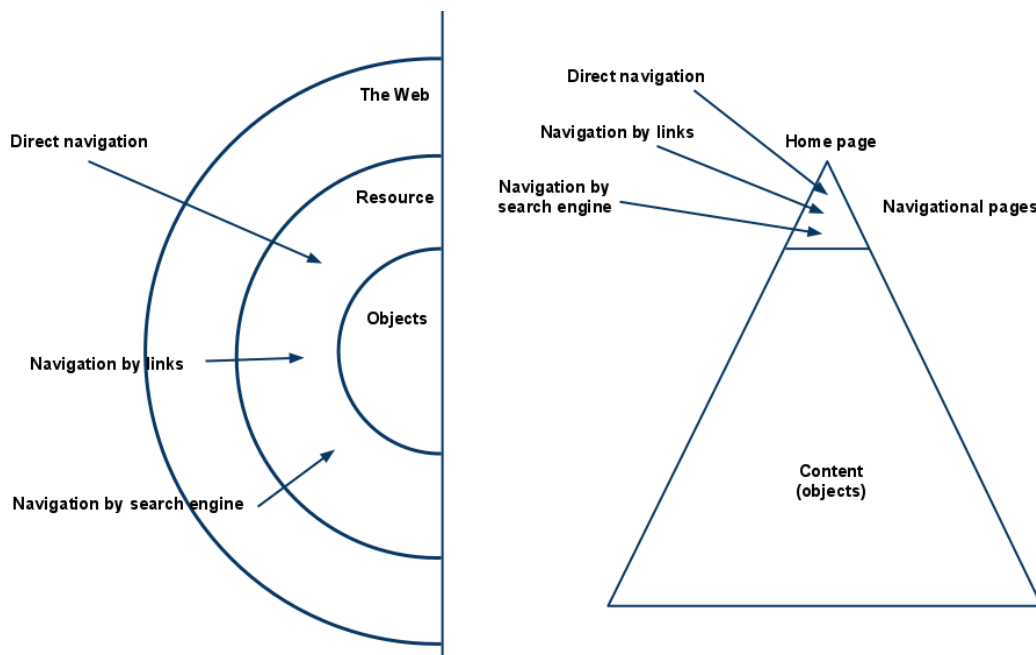 The Web
Direct navigation
Resource
Objects
Navigation by links
Navigation by search engine
Direct navigation
Navigation by links
Home page
Navigation by
search engine
Navigational pages
Content
(objects)